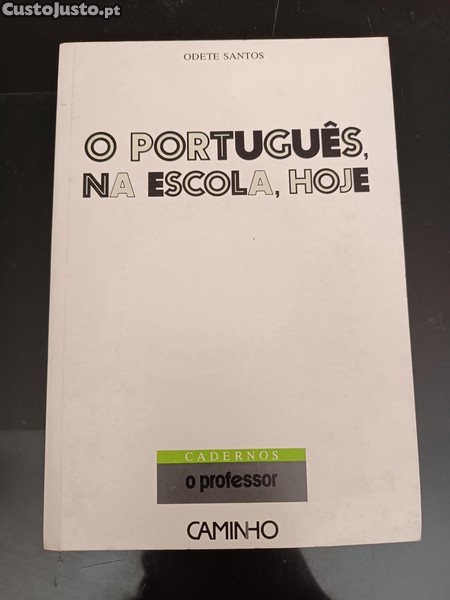 CustoJusto.pt
ODETE SANTOS
O PORTUGUÊS,
NA ESCOLA, HOJE
CADERNOS
o professor
CAMINHO